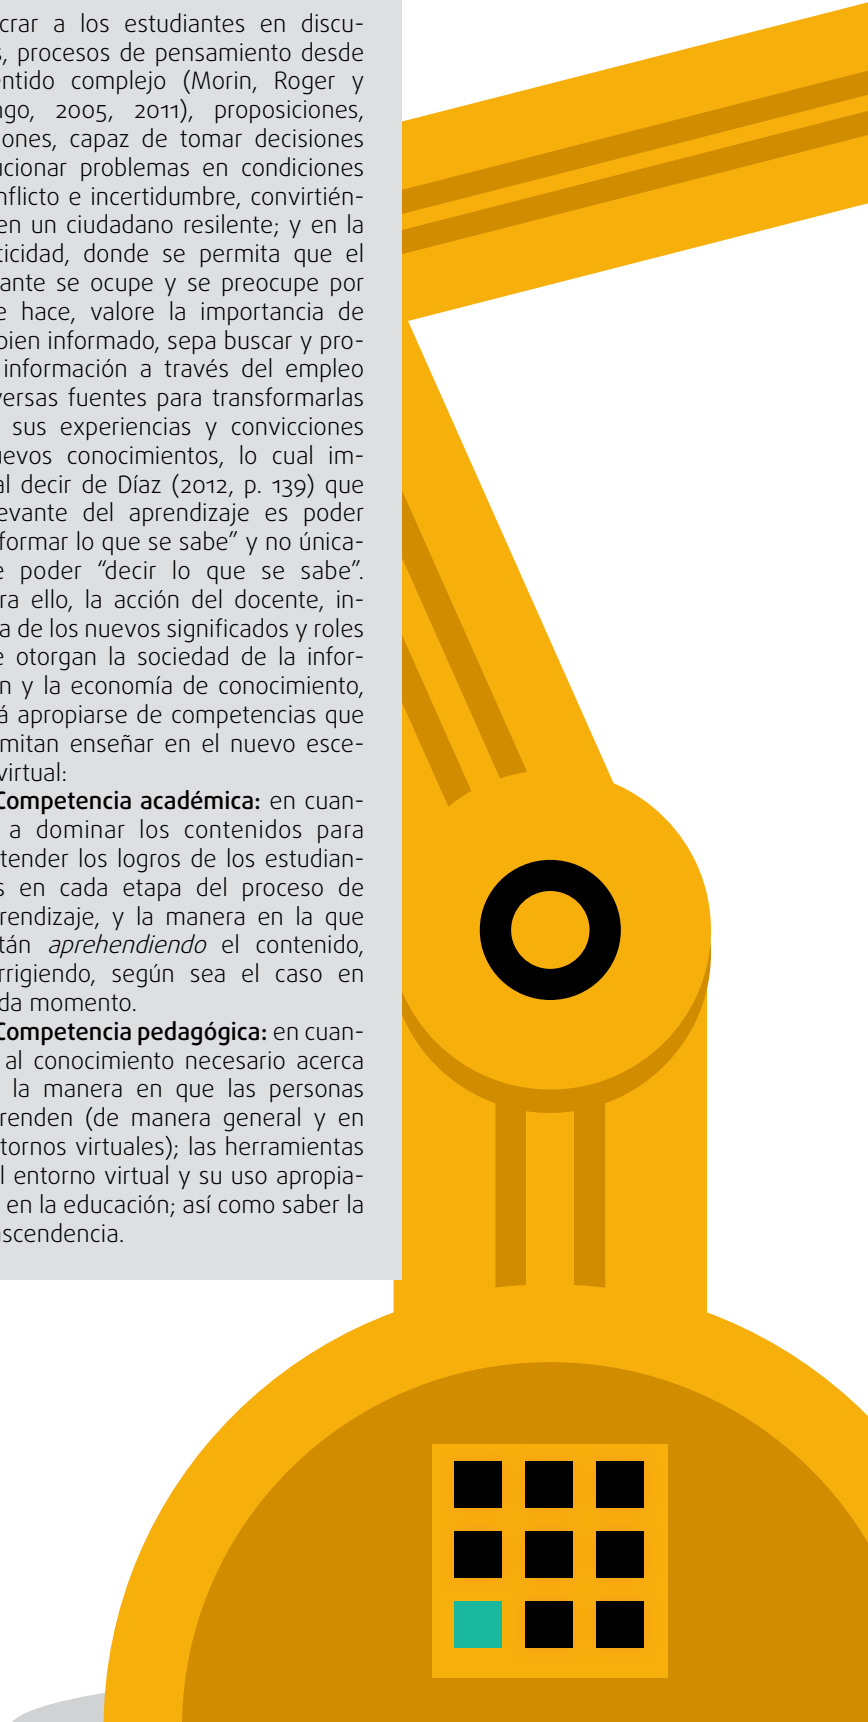 crar a los estudiantes en discu-
s, procesos de pensamiento desde
entido complejo (Morin, Roger y
ngo, 2005, 2011), proposiciones,
ones, capaz de tomar decisiones
ucionar problemas en condiciones
nflicto e incertidumbre, convirtién-
en un ciudadano resilente; y en la
ticidad, donde se permita que el
ante se ocupe y se preocupe por
e hace, valore la importancia de
bien informado, sepa buscar y pro-
información a través del empleo
versas fuentes para transformarlas
sus experiencias y convicciones
uevos conocimientos, lo cual im-
al decir de Díaz (2012, p. 139) que
evante del aprendizaje es poder
formar lo que se sabe” y no única-
e poder “decir lo que se sabe”.
ra ello, la acción del docente, in-
a de los nuevos significados y roles
e otorgan la sociedad de la infor-
n y la economía de conocimiento,
á apropiarse de competencias que
mitan enseñar en el nuevo esce-
virtual:
Competencia académica: en cuan-
a dominar los contenidos para
tender los logros de los estudian-
s en cada etapa del proceso de
rendizaje, y la manera en la que
tán aprehendiendo el contenido,
rrigiendo, según sea el caso en
da momento.
Competencia pedagógica: en cuan-
al conocimiento necesario acerca
la manera en que las personas
renden (de manera general y en
tornos virtuales); las herramientas
l entorno virtual y su uso apropia-
en la educación; así como saber la
ascendencia.